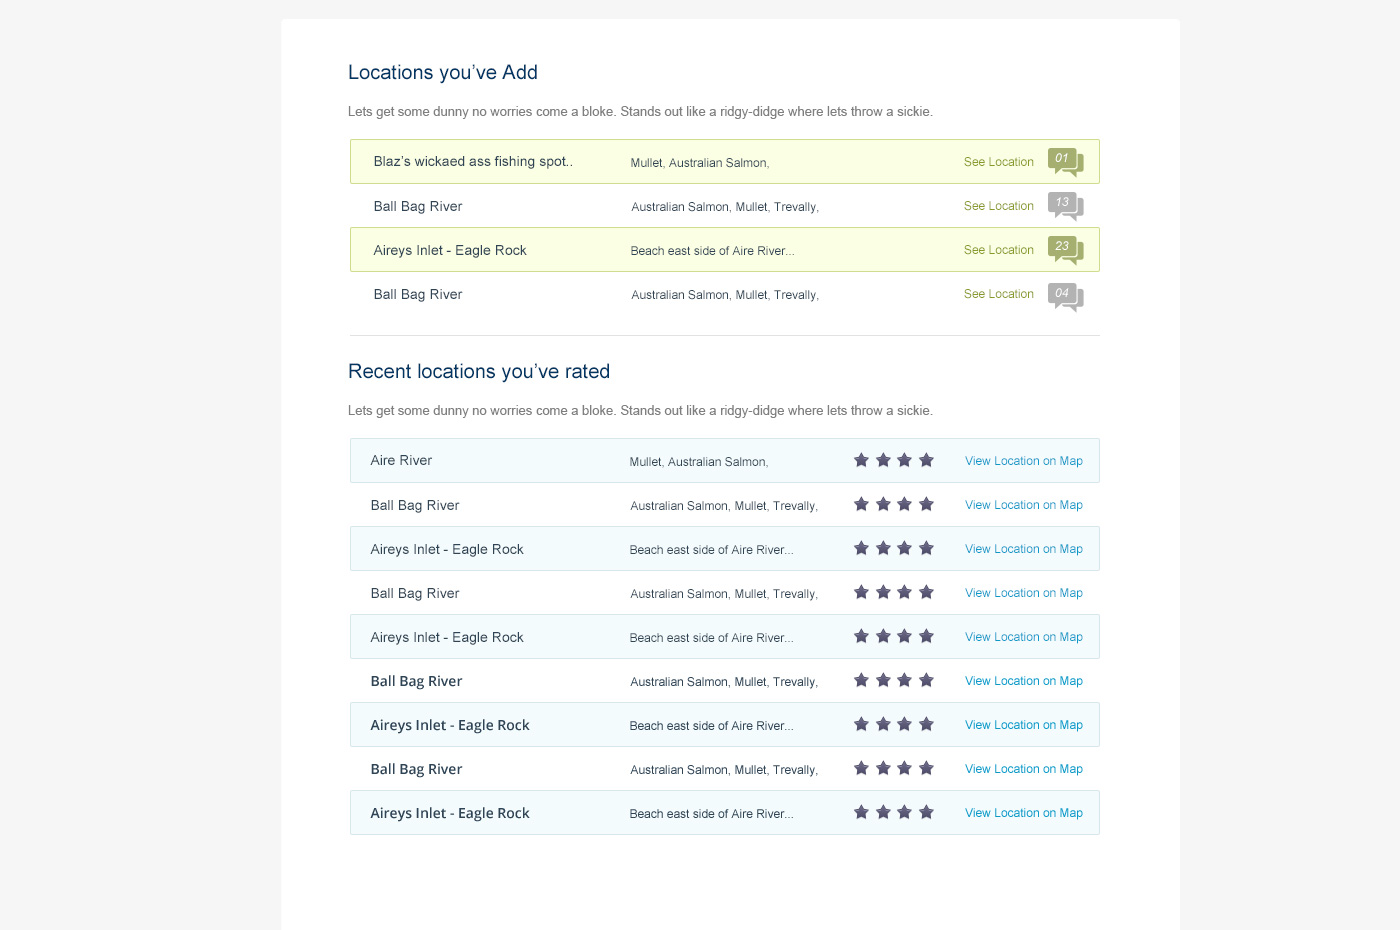 Locations you've Add
Lets get some dunny no worries come a bloke. Stands out like a ridgy-didge where lets throw a sickie.
Blaz's wickaed ass fishing spot.. Mullet, Australian Salmon, See Location 01
Ball Bag River Australian Salmon, Mullet, Trevally, See Location 13
Aireys Inlet - Eagle Rock Beach east side of Aire River... See Location 23
Ball Bag River Australian Salmon, Mullet, Trevally, See Location 04
Recent locations you've rated
Lets get some dunny no worries come a bloke. Stands out like a ridgy-didge where lets throw a sickie.
Aire River Mullet, Australian Salmon, View Location on Map
Ball Bag River Australian Salmon, Mullet, Trevally, View Location on Map
Aireys Inlet - Eagle Rock Beach east side of Aire River... View Location on Map
Ball Bag River Australian Salmon, Mullet, Trevally, View Location on Map
Aireys Inlet - Eagle Rock Beach east side of Aire River... View Location on Map
Ball Bag River Australian Salmon, Mullet, Trevally, View Location on Map
Aireys Inlet - Eagle Rock Beach east side of Aire River... View Location on Map
Ball Bag River Australian Salmon, Mullet, Trevally, View Location on Map
Aireys Inlet - Eagle Rock Beach east side of Aire River... View Location on Map